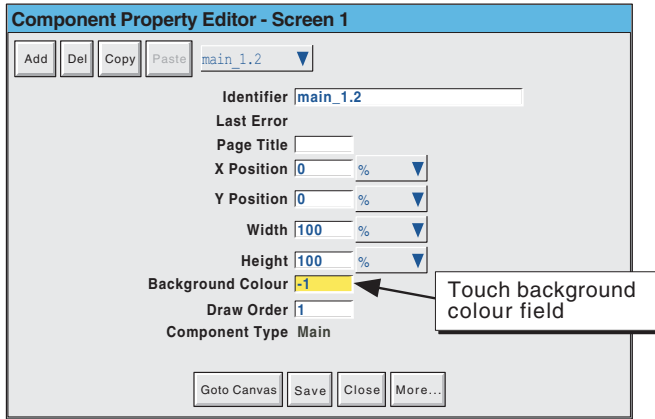 Component Property Editor - Screen 1
Add Del Copy Paste main_1.2
Identifier main_1.2
Last Error
Page Title
X Position 0 %
Y Position 0 %
Width 100 %
Height 100 %
Background Colour -1
Touch background
colour field
Draw Order 1
Component Type Main
Goto Canvas Save Close More...